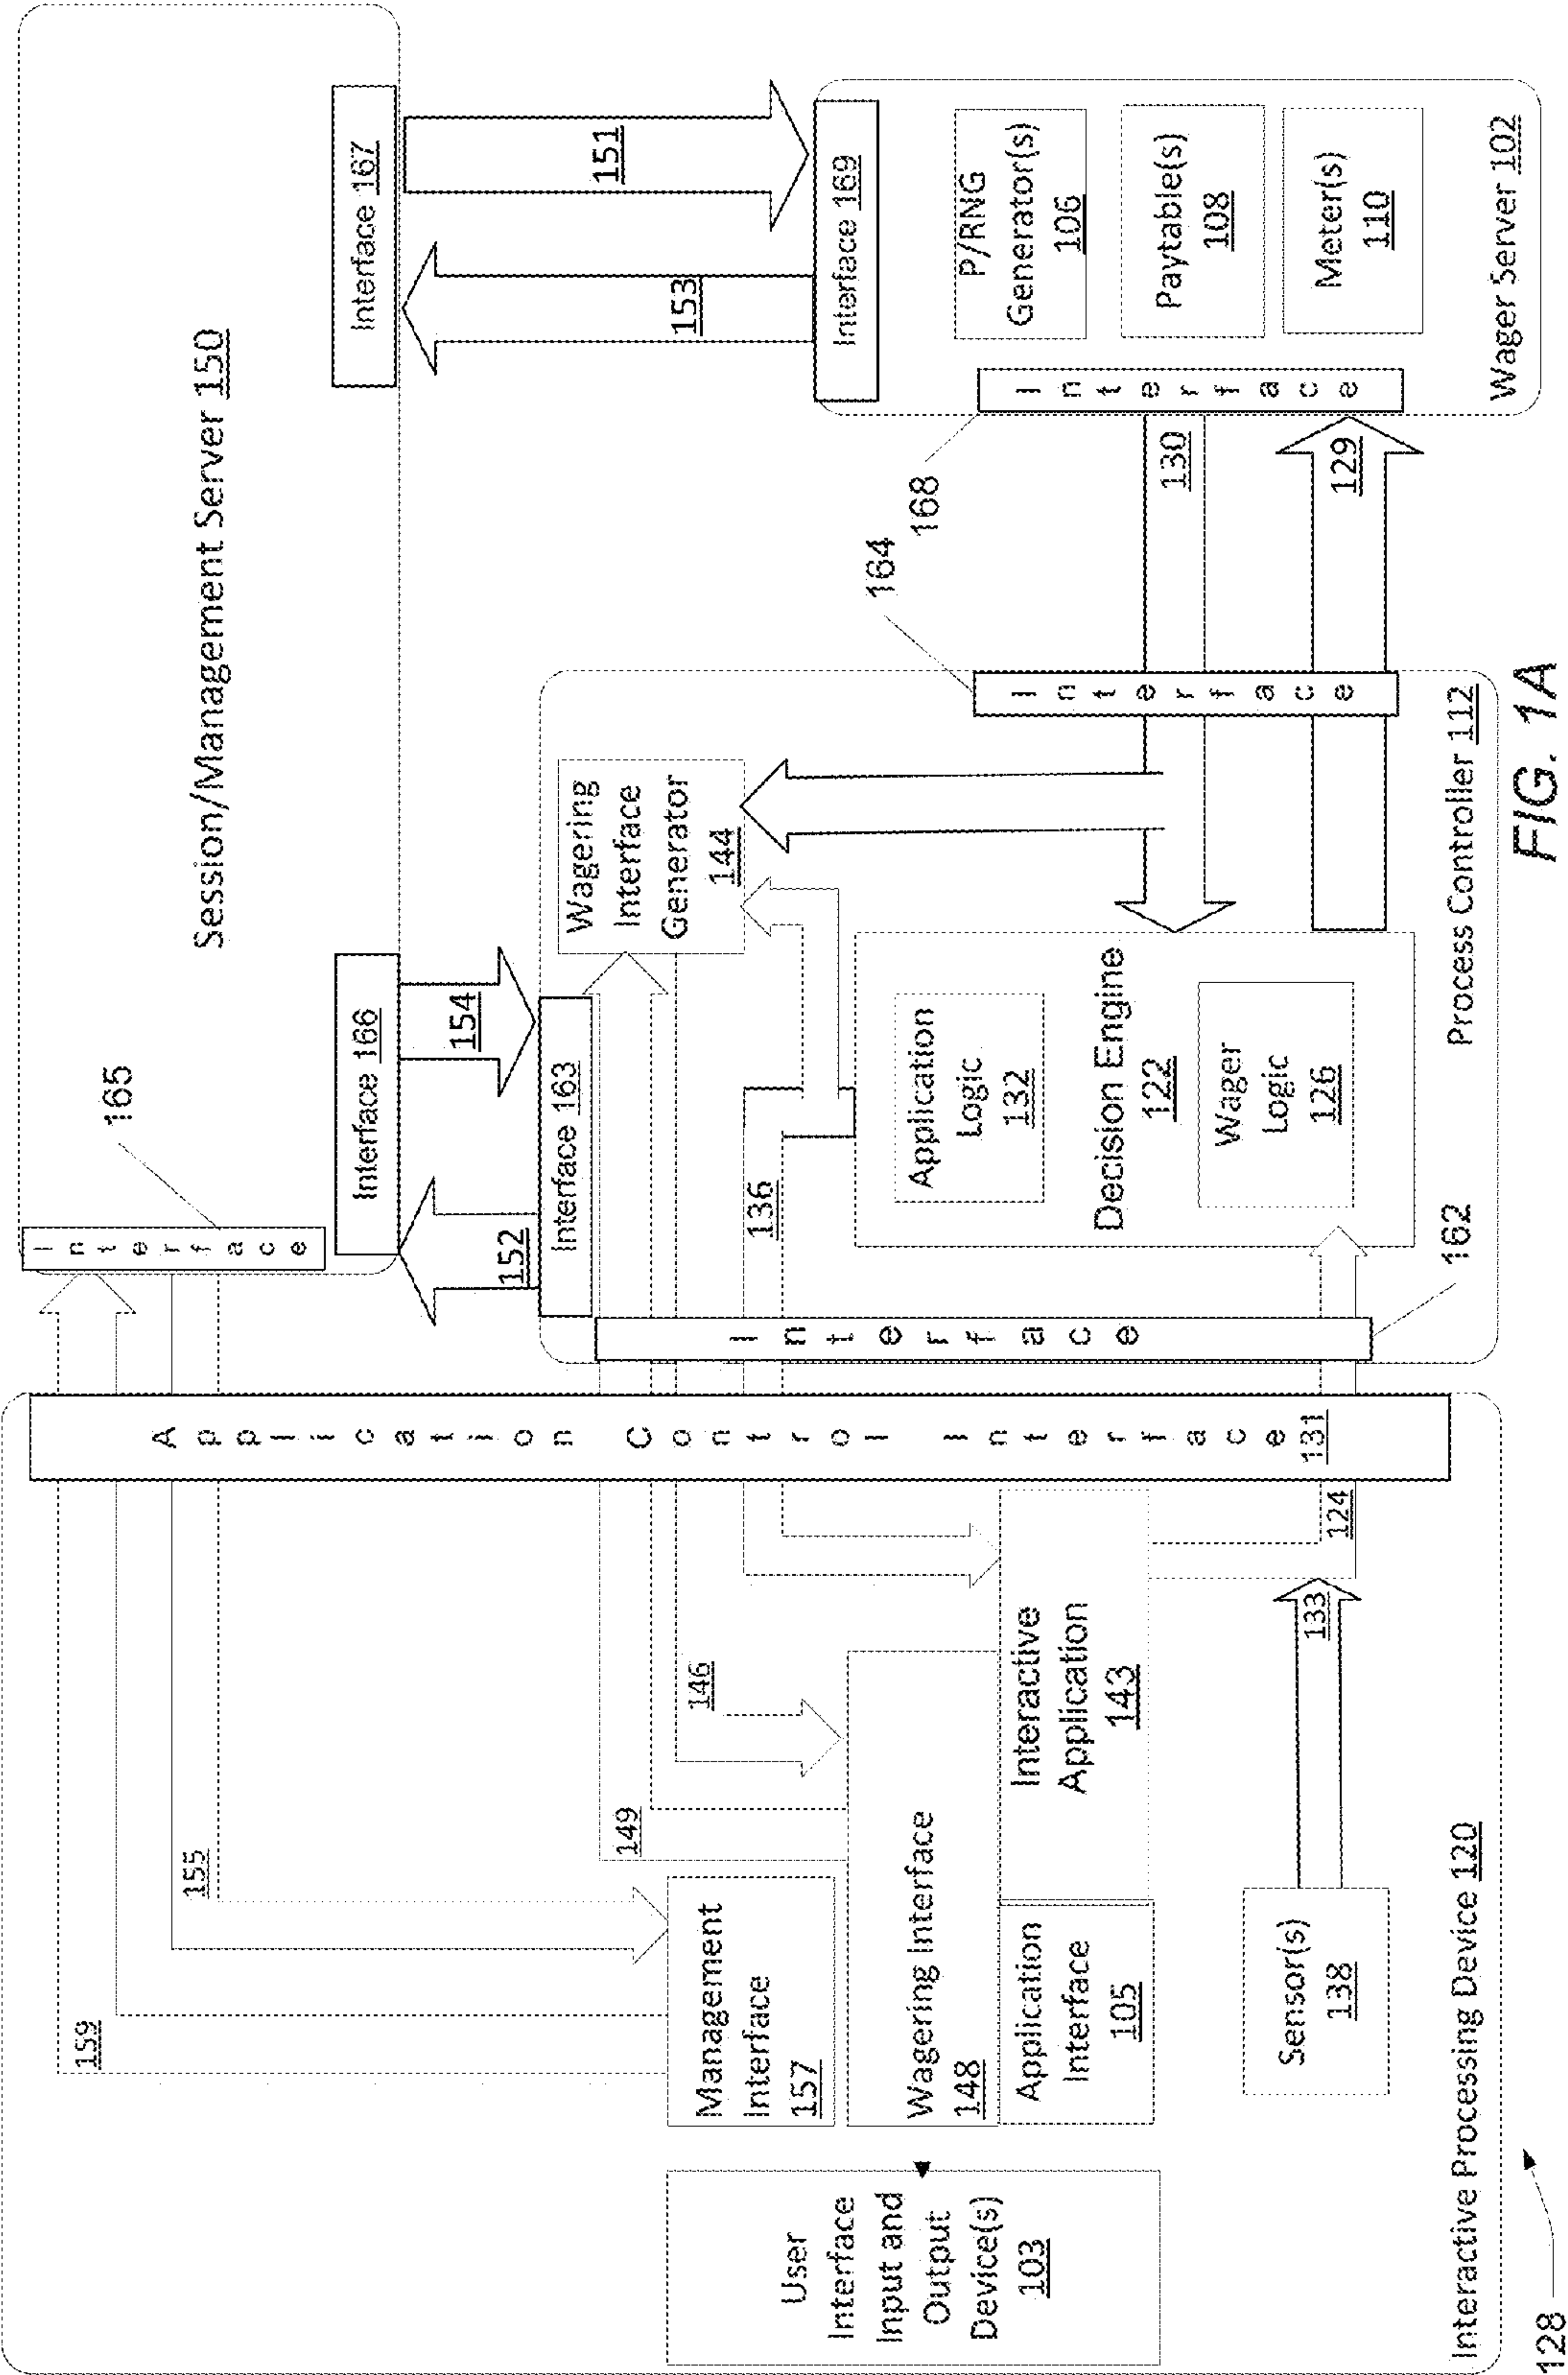 Session/Management Server 150
Interface
165
Interface 166
Interface 167
154
152
151
153
159
155
Application Control Interface 131
Management
Interface
157
149
146
Wagering Interface
148
Interactive
Application
143
Application
Interface
105
User
Interface
Input and
Output
Device(s)
103
Sensor(s)
138
133
124
Interactive Processing Device 120
128
Interface 163
Interface
162
136
Wagering
Interface
Generator
144
Application
Logic
132
Decision Engine
122
Wager
Logic
126
Interface
164
Process Controller 112
130
129
168
Interface 169
Interface
P/RNG
Generator(s)
106
Paytable(s)
108
Meter(s)
110
Wager Server 102
FIG. 1A